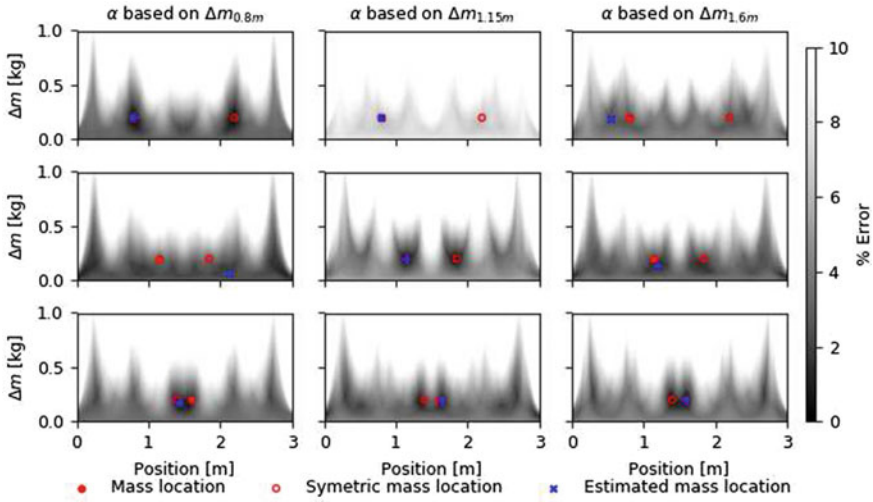 α based on Δm0.8m
α based on Δm1.15m
α based on Δm1.6m
1.0
0.5
0.0
Δm [kg]
1.0
0.5
0.0
Δm [kg]
1.0
0.5
0.0
Δm [kg]
0 1 2 3
0 1 2 3
0 1 2 3
Position [m]
Position [m]
Position [m]
10
8
6
4
2
0
% Error
Mass location
Symetric mass location
Estimated mass location